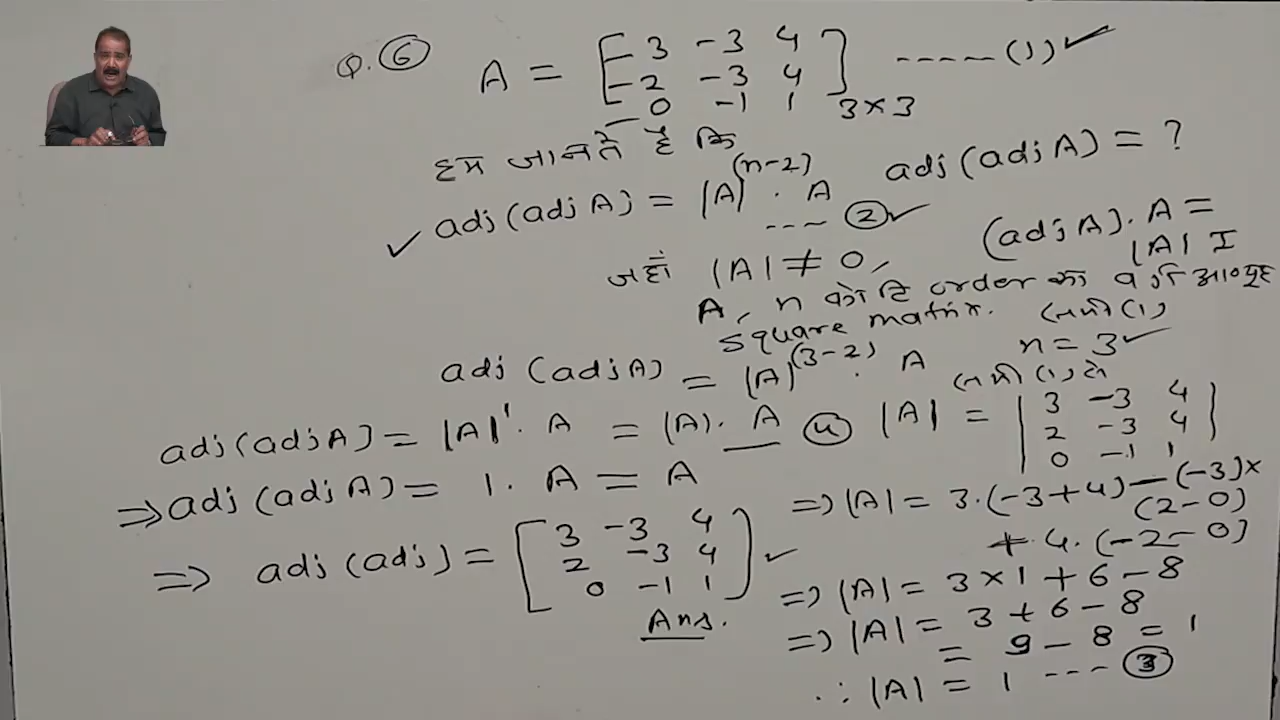 Q. 6 A = [ 3 -3 4 ----- (1) ✓
2 -3 4
0 -1 1 ] 3×3
हम जानते है कि
adj (adj A) = ?
✓ adj (adj A) = |A|^(n-2) . A ---- 2 ✓
(adj A). A =
|A| I
जहाँ |A| ≠ 0,
A, n कोटि order का वर्ग आव्यूह
square matrix.
(1)
n = 3 ✓
adj (adj A) = |A|^(3-2) . A
(1) से
adj (adj A) = |A|^1 . A = |A|. A 4
|A| = | 3 -3 4
2 -3 4
0 -1 1 |
⇒ adj (adj A) = 1. A = A
⇒ |A| = 3.(-3+4) - (-3)×
(2-0)
+ 4. (-2-0)
⇒ adj (adj) = [ 3 -3 4
2 -3 4 ✓
0 -1 1 ]
Ans.
⇒ |A| = 3×1 + 6 - 8
⇒ |A| = 3 + 6 - 8
= 9 - 8 = 1
∴ |A| = 1 ---- 3